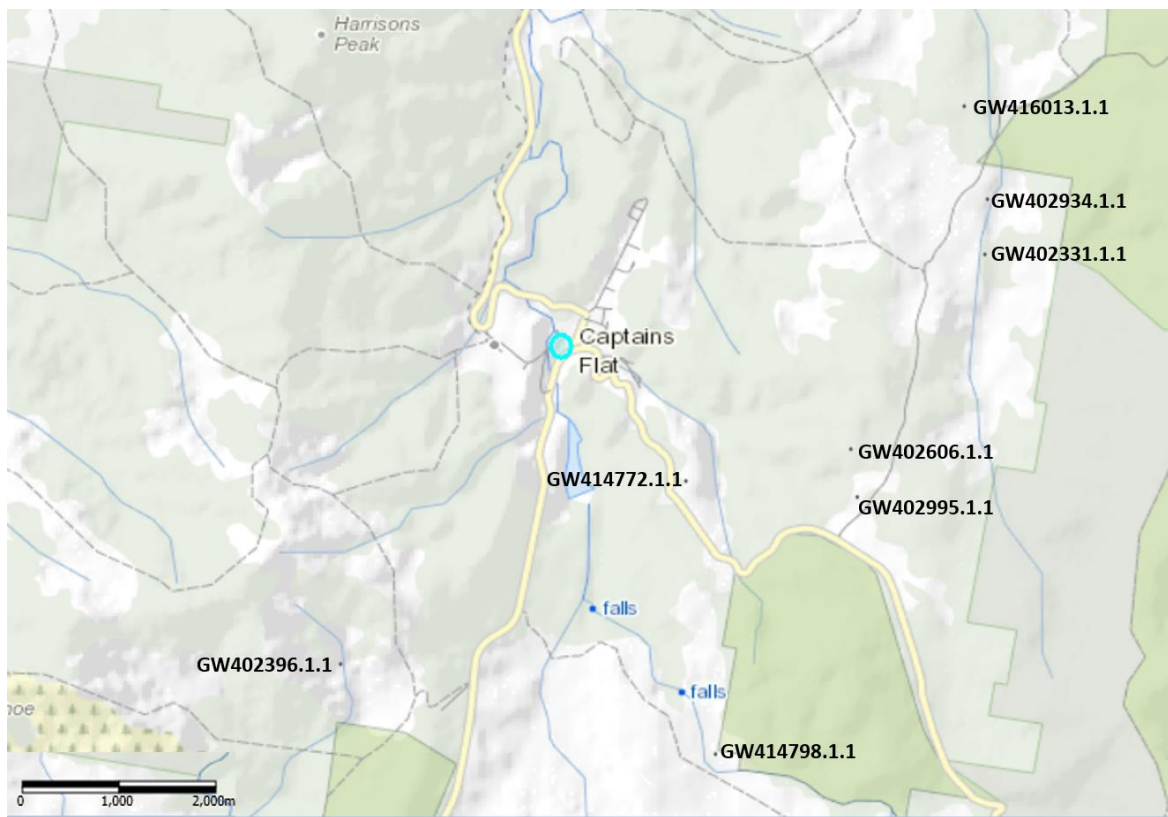 Harrisons
Peak
GW416013.1.1
GW402934.1.1
GW402331.1.1
Captains
Flat
GW402606.1.1
GW414772.1.1
GW402995.1.1
falls
GW402396.1.1
falls
noe
GW414798.1.1
0 1,000 2,000m